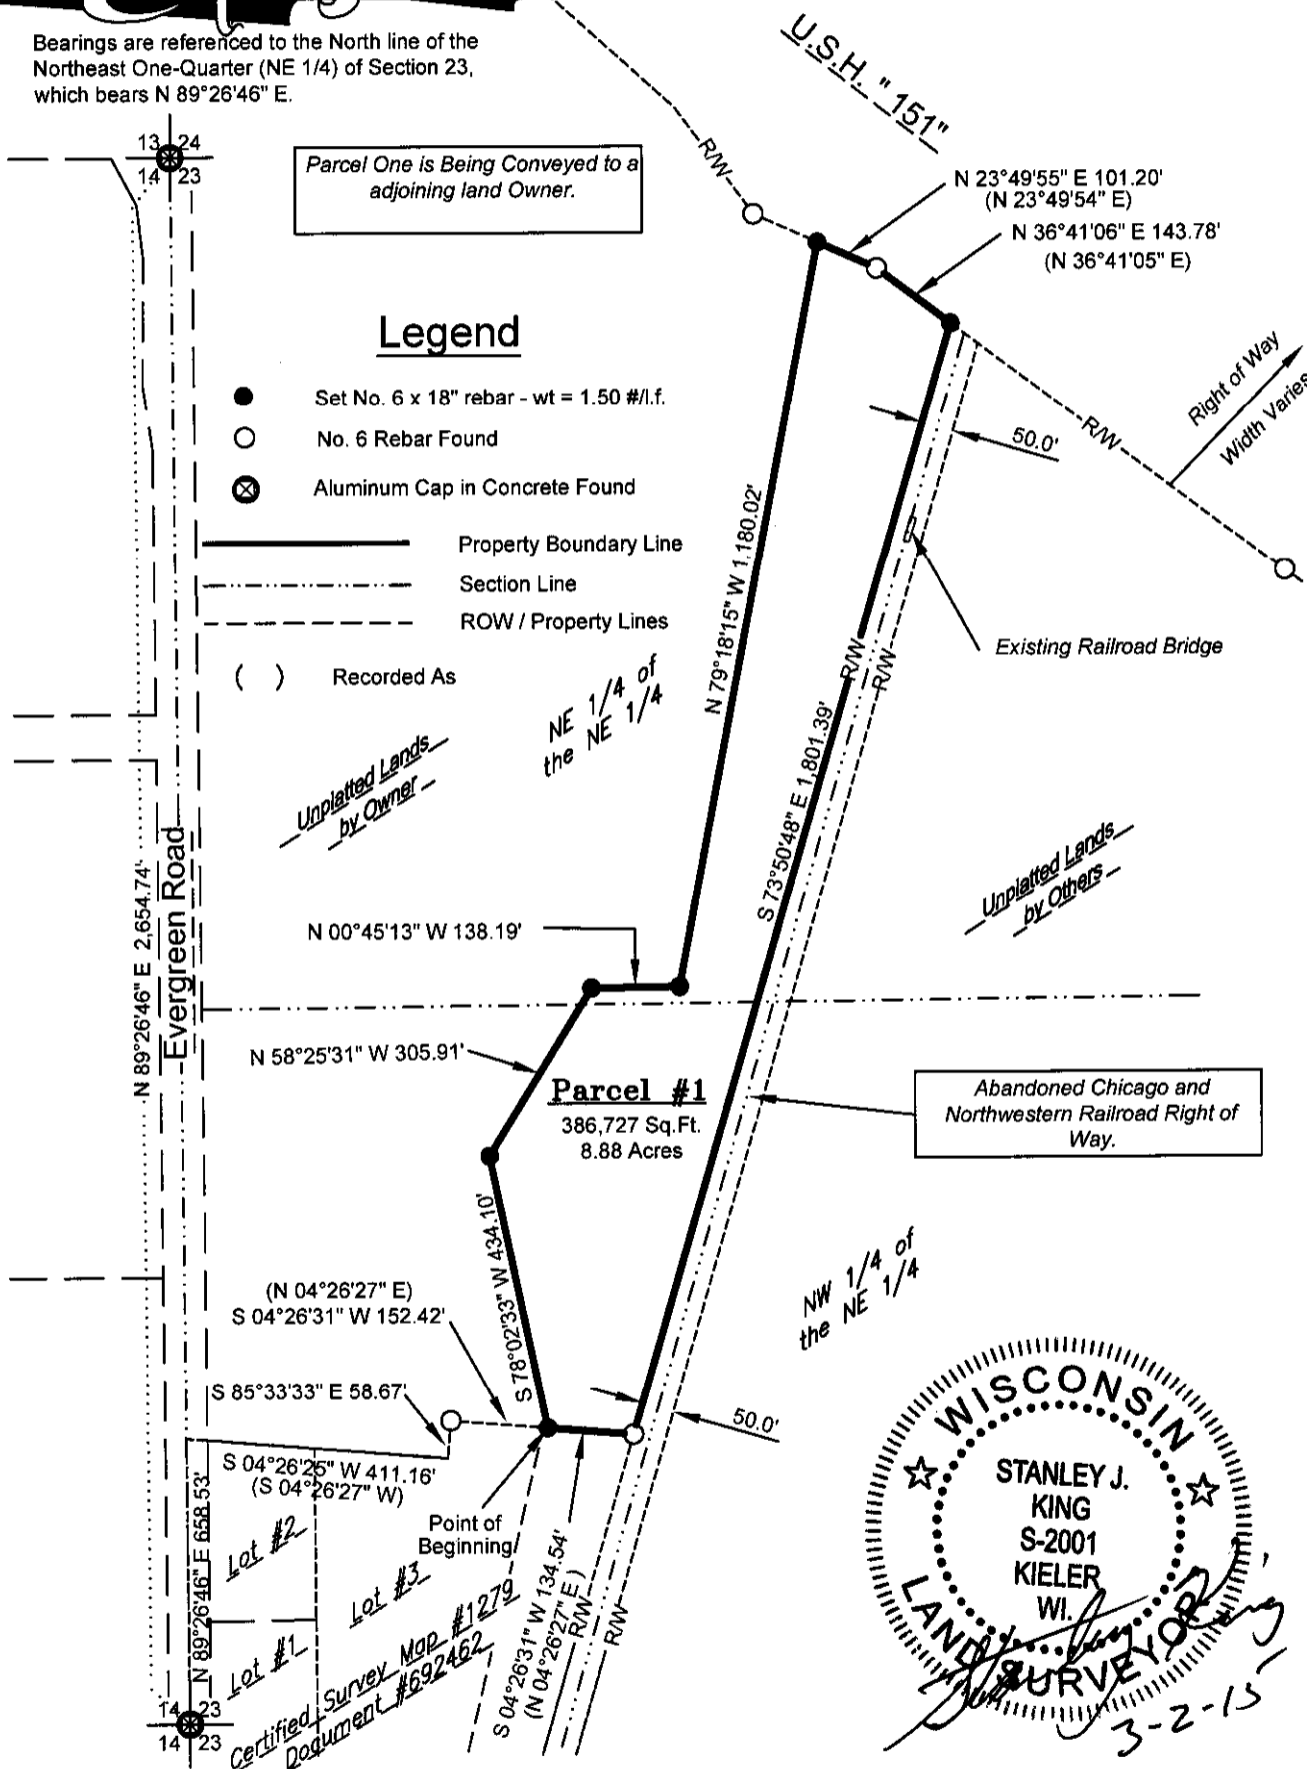 Bearings are referenced to the North line of the
Northeast One-Quarter (NE 1/4) of Section 23,
which bears N 89°26'46" E.
U.S.H. "151"
13 24
14 23
Parcel One is Being Conveyed to a
adjoining land Owner.
R/W
N 23°49'55" E 101.20'
(N 23°49'54" E)
N 36°41'06" E 143.78'
(N 36°41'05" E)
Legend
Set No. 6 x 18" rebar - wt = 1.50 #/l.f.
No. 6 Rebar Found
Aluminum Cap in Concrete Found
Property Boundary Line
Section Line
ROW / Property Lines
( ) Recorded As
Right of Way
Width Varies
R/W
50.0'
N 79°18'15" W 1,180.02'
Existing Railroad Bridge
R/W
R/W
NE 1/4 of
the NE 1/4
Unplatted Lands
by Owner
S 73°50'48" E 1,801.39'
Unplatted Lands
by Others
N 89°26'46" E 2,654.74'
Evergreen Road
N 00°45'13" W 138.19'
N 58°25'31" W 305.91'
Parcel #1
386,727 Sq.Ft.
8.88 Acres
Abandoned Chicago and
Northwestern Railroad Right of
Way.
S 78°02'33" W 434.10'
NW 1/4 of
the NE 1/4
(N 04°26'27" E)
S 04°26'31" W 152.42'
S 85°33'33" E 58.67'
50.0'
S 04°26'25" W 411.16'
(S 04°26'27" W)
N 89°26'46" E 658.53'
Point of
Beginning
Lot #2
Lot #3
Lot #1
Certified Survey Map #1279
Document #692462
S 04°26'31" W 134.54'
(N 04°26'27" E )
R/W
R/W
14 23
14 23
WISCONSIN
STANLEY J.
KING
S-2001
KIELER
WI.
LAND SURVEYOR
3-2-15